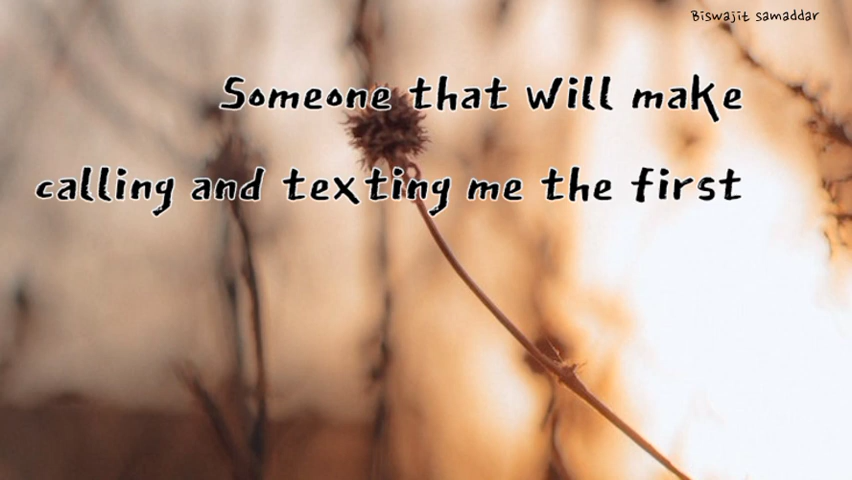 Biswajit samaddar
Someone that will make
calling and texting me the first